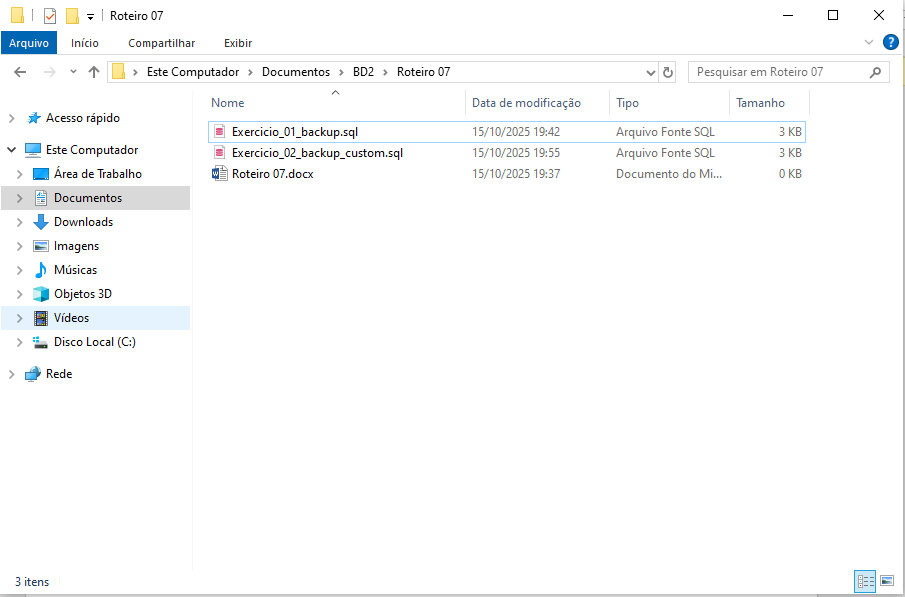 Roteiro 07
Arquivo Início Compartilhar Exibir
Este Computador Documentos BD2 Roteiro 07 Pesquisar em Roteiro 07
Nome Data de modificação Tipo Tamanho
Acesso rápido
Este Computador
Área de Trabalho
Documentos
Downloads
Imagens
Músicas
Objetos 3D
Vídeos
Disco Local (C:)
Rede
Exercicio_01_backup.sql 15/10/2025 19:42 Arquivo Fonte SQL 3 KB
Exercicio_02_backup_custom.sql 15/10/2025 19:55 Arquivo Fonte SQL 3 KB
Roteiro 07.docx 15/10/2025 19:37 Documento do Mi... 0 KB
3 itens